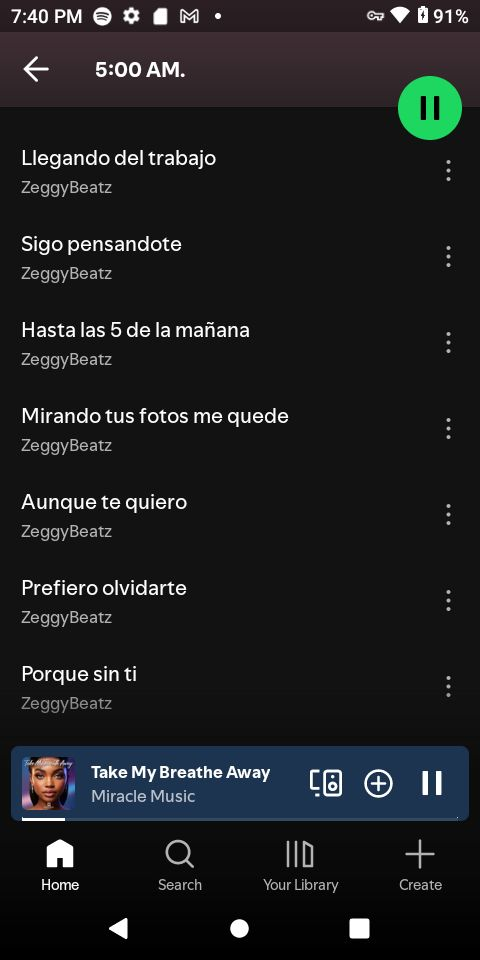 7:40 PM
91%
5:00 AM.
Llegando del trabajo
ZeggyBeatz
Sigo pensandote
ZeggyBeatz
Hasta las 5 de la mañana
ZeggyBeatz
Mirando tus fotos me quede
ZeggyBeatz
Aunque te quiero
ZeggyBeatz
Prefiero olvidarte
ZeggyBeatz
Porque sin ti
ZeggyBeatz
Take My Breathe Away
Miracle Music
Home
Search
Your Library
Create